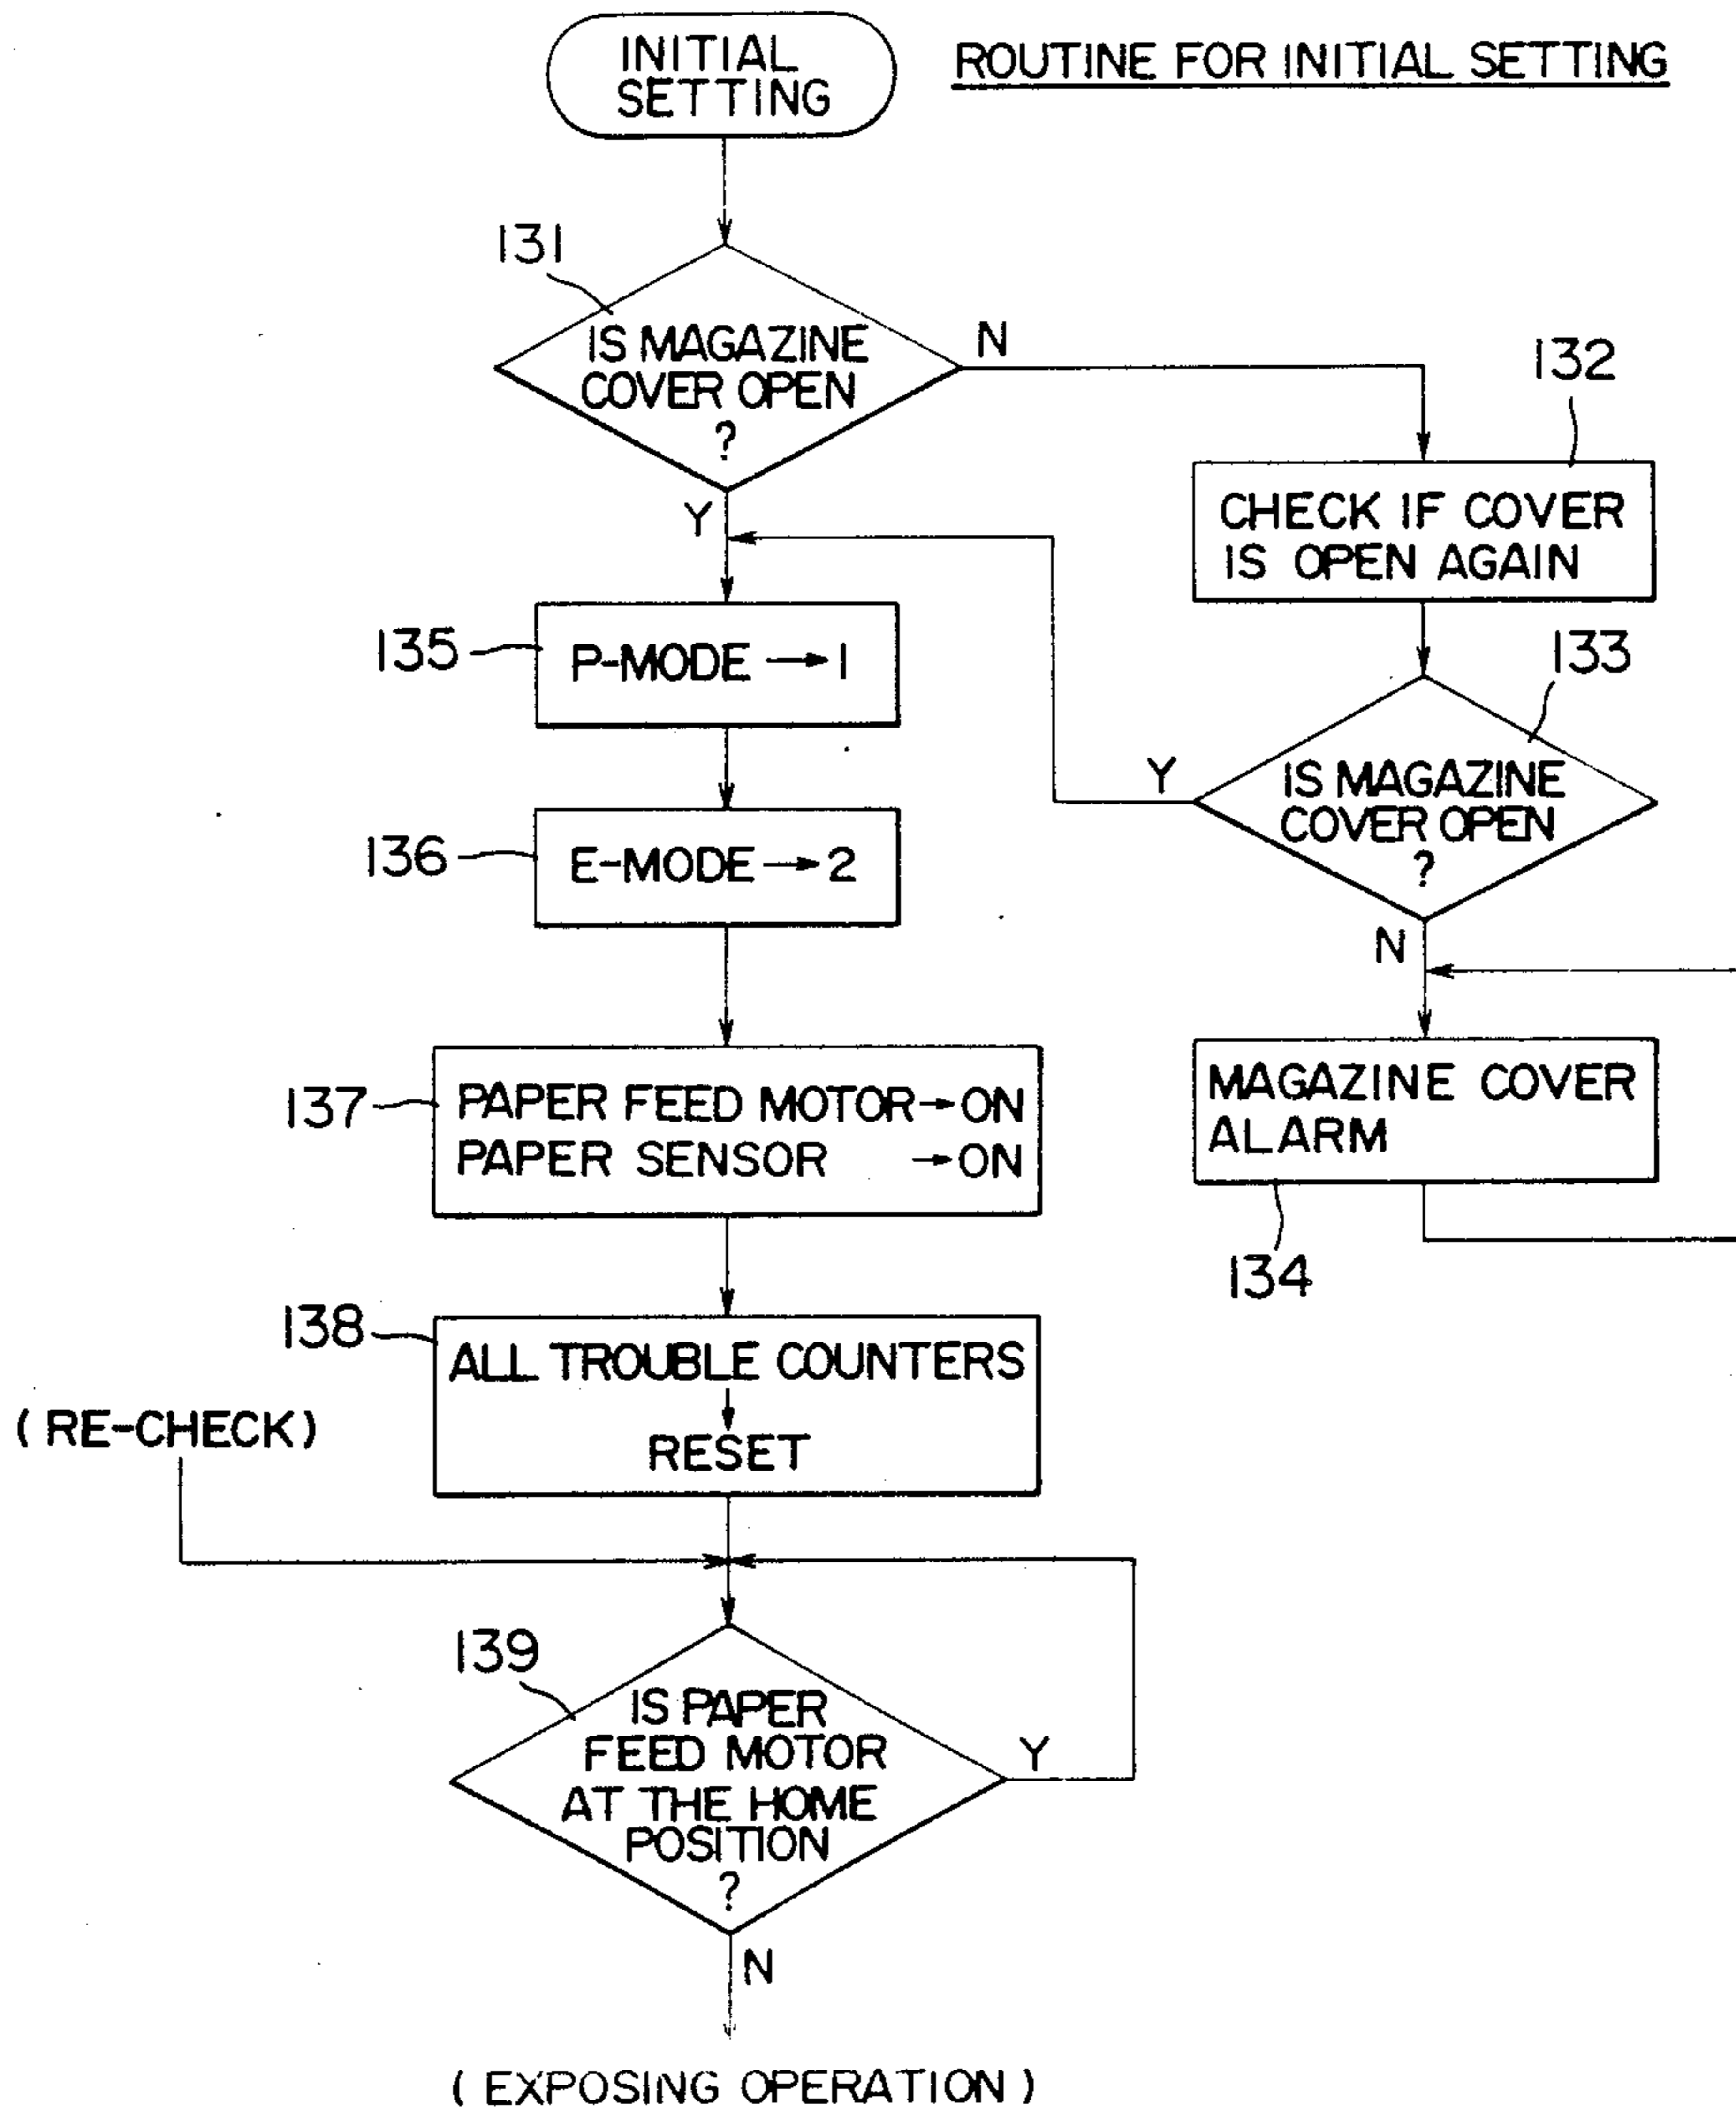 INITIAL
SETTING
ROUTINE FOR INITIAL SETTING
131
IS MAGAZINE
COVER OPEN
?
N
Y
132
CHECK IF COVER
IS OPEN AGAIN
133
IS MAGAZINE
COVER OPEN
?
Y
N
MAGAZINE COVER
ALARM
134
135
P-MODE → 1
136
E-MODE → 2
137
PAPER FEED MOTOR → ON
PAPER SENSOR → ON
138
ALL TROUBLE COUNTERS
↓
RESET
(RE-CHECK)
139
IS PAPER
FEED MOTOR
AT THE HOME
POSITION
?
Y
N
(EXPOSING OPERATION)